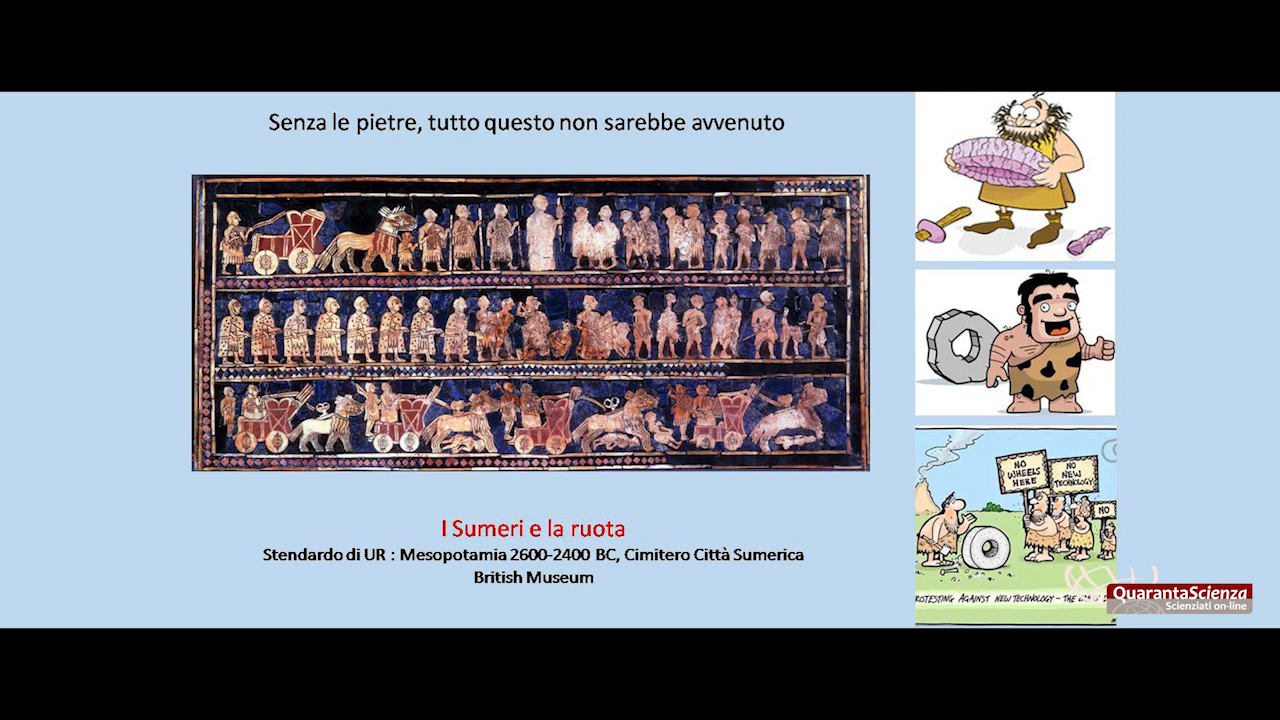 Senza le pietre, tutto questo non sarebbe avvenuto
I Sumeri e la ruota
Stendardo di UR : Mesopotamia 2600-2400 BC, Cimitero Città Sumerica
British Museum
NO
WHEELS
HERE
NO
NEW
TECHNOLOGY
NO
PROTESTING AGAINST NEW TECHNOLOGY - THE
QuarantaScienza
Scienziati on-line